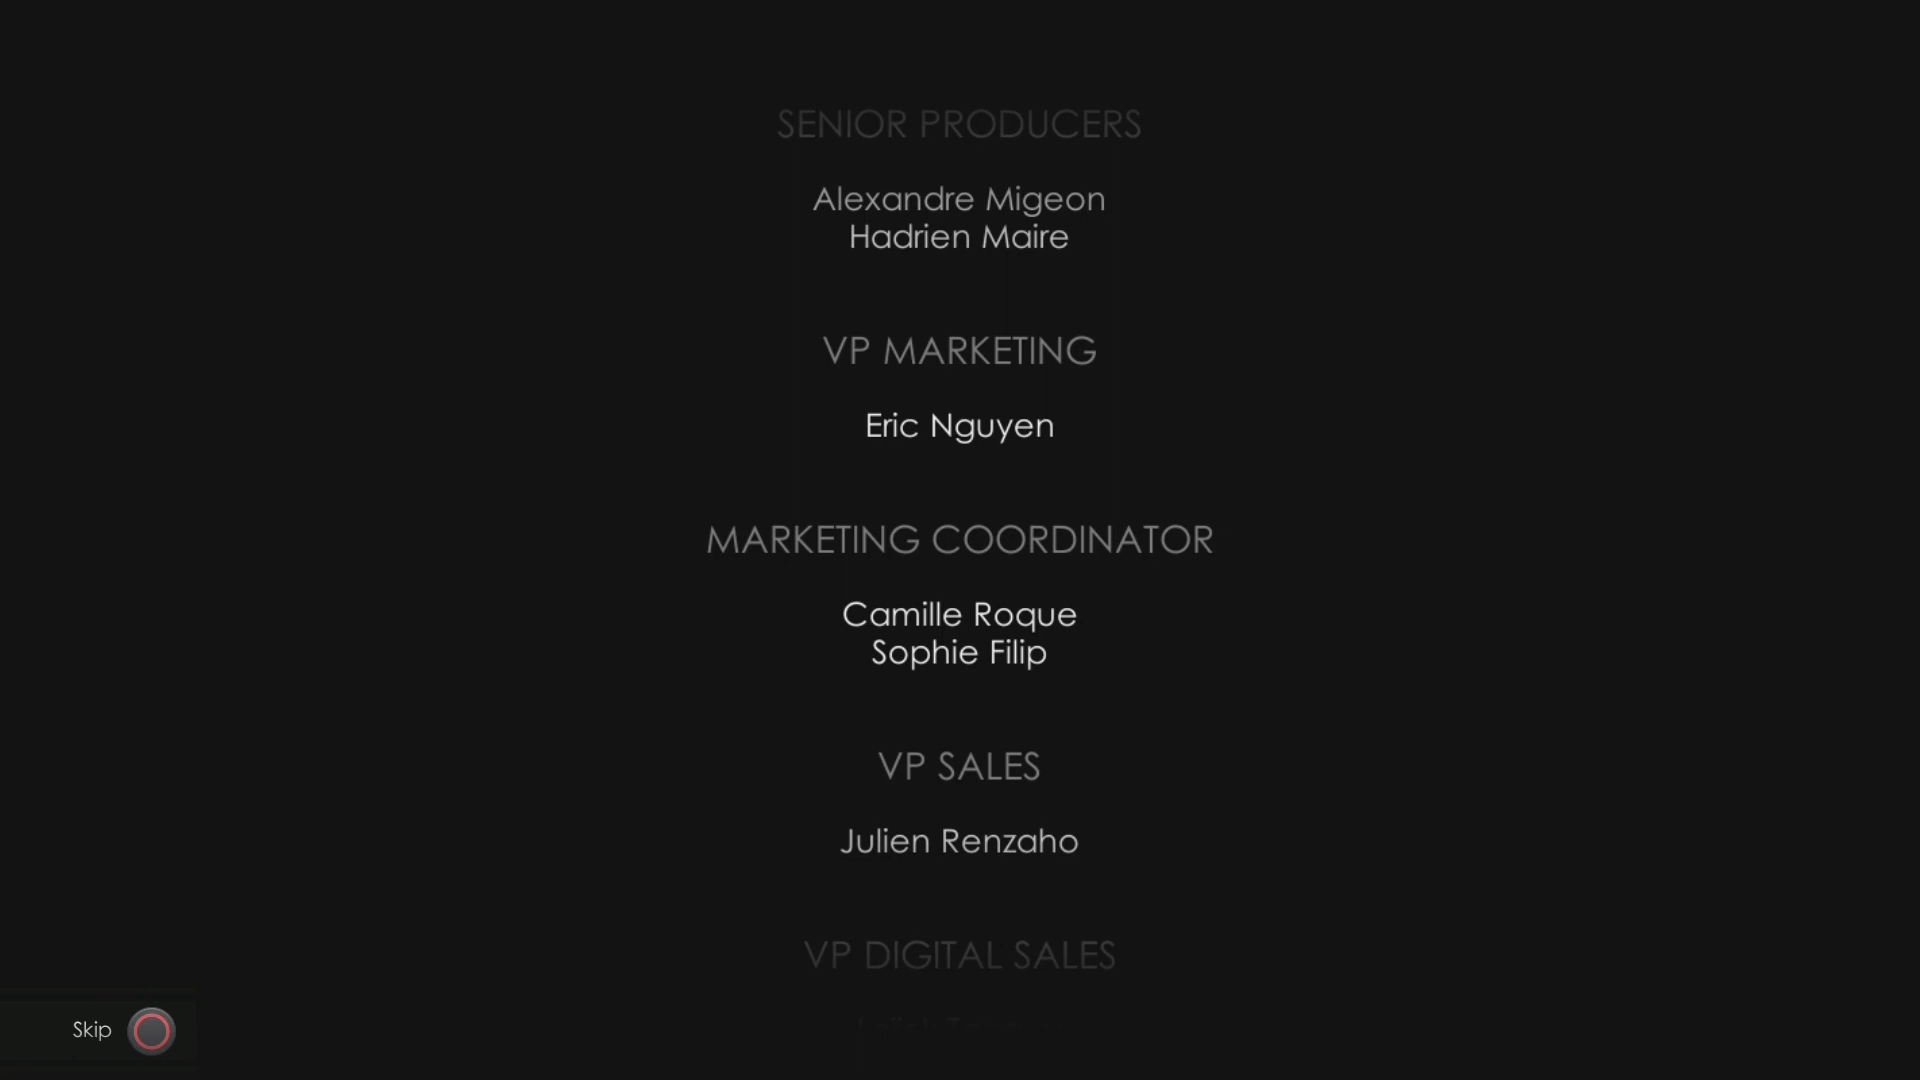 SENIOR PRODUCERS
Alexandre Migeon
Hadrien Maire
VP MARKETING
Eric Nguyen
MARKETING COORDINATOR
Camille Roque
Sophie Filip
VP SALES
Julien Renzaho
VP DIGITAL SALES
Skip